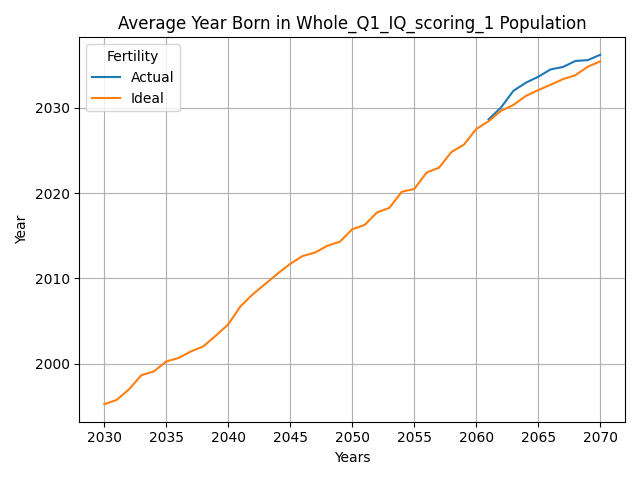 Average Year Born in Whole_Q1_IQ_scoring_1 Population
Fertility
Actual
Ideal
Year
2030
2020
2010
2000
2030 2035 2040 2045 2050 2055 2060 2065 2070
Years